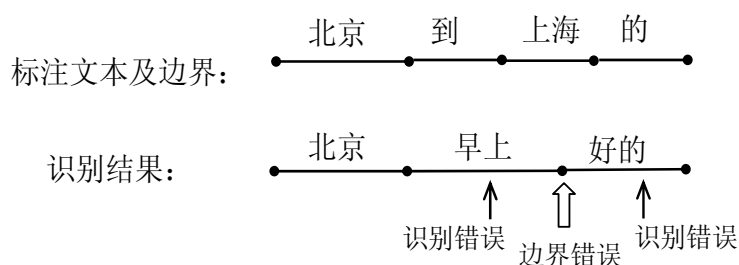 北京 到 上海 的
标注文本及边界：
北京 早上 好的
识别结果：
识别错误 边界错误 识别错误